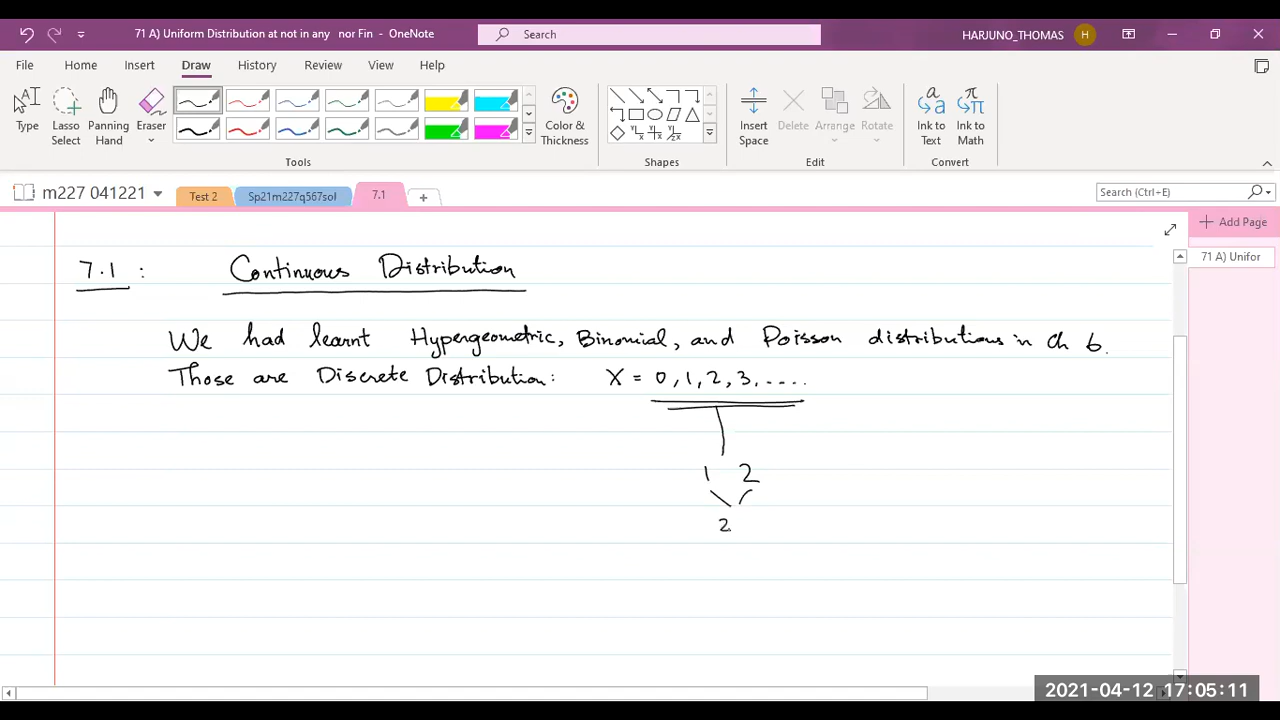 71 A) Uniform Distribution at not in any nor Fin - OneNote
Search
HARJUNO_THOMAS
H
File Home Insert Draw History Review View Help
Type
Lasso Select
Panning Hand
Eraser
Color & Thickness
Insert Space
Delete
Arrange
Rotate
Ink to Text
Ink to Math
Tools
Shapes
Edit
Convert
m227 041221
Test 2
Sp21m227q567sol
7.1
Search (Ctrl+E)
Add Page
71 A) Unifor
7.1 : Continuous Distribution
We had learnt Hypergeometric, Binomial, and Poisson distributions in Ch 6.
Those are Discrete Distribution: X = 0, 1, 2, 3, ....
1 2
2
2021-04-12 17:05:11